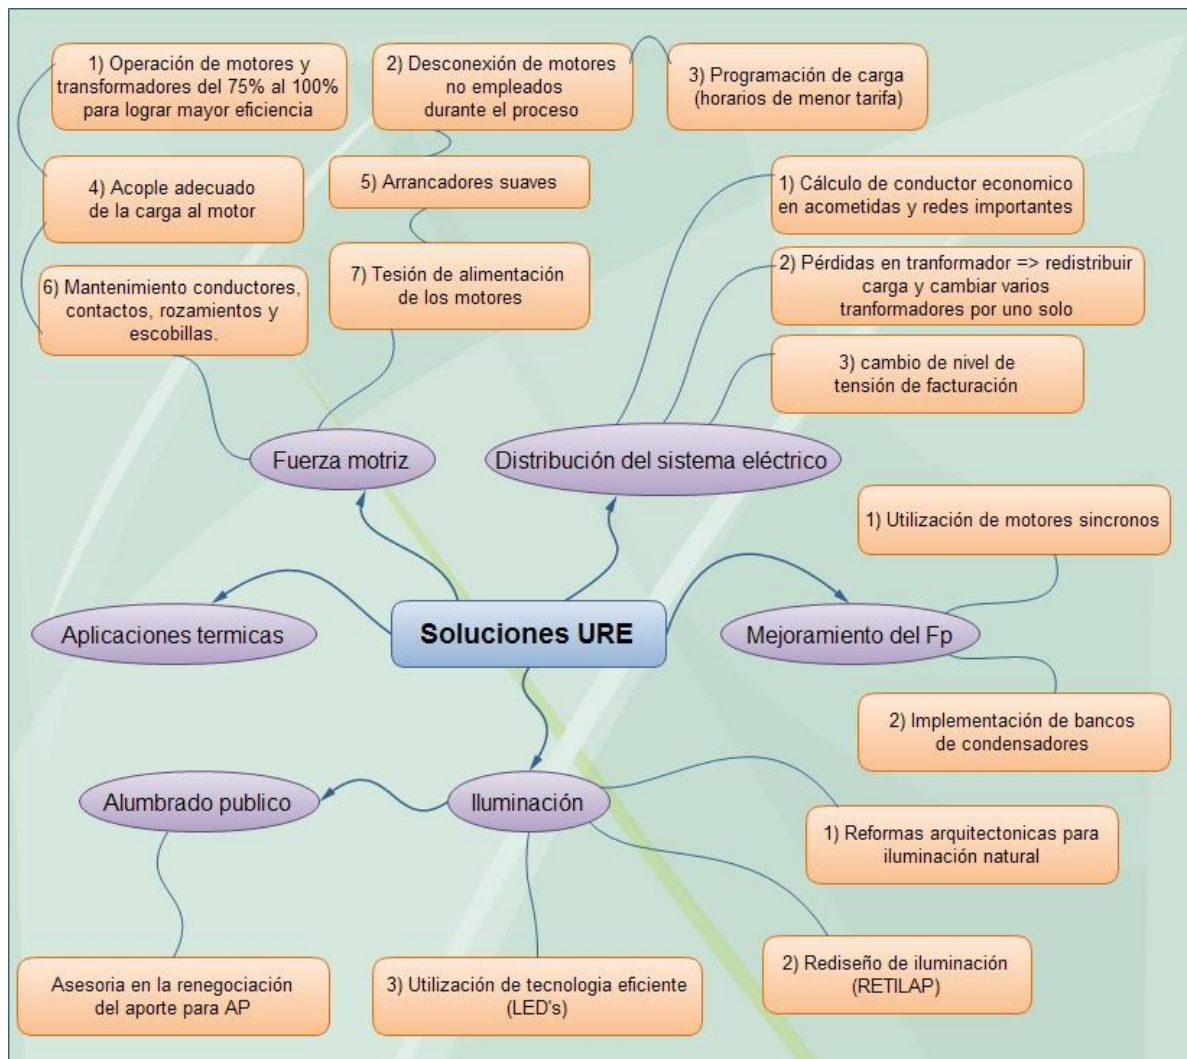 1) Operación de motores y
transformadores del 75% al 100%
para lograr mayor eficiencia
2) Desconexión de motores
no empleados
durante el proceso
3) Programación de carga
(horarios de menor tarifa)
4) Acople adecuado
de la carga al motor
5) Arrancadores suaves
1) Cálculo de conductor economico
en acometidas y redes importantes
6) Mantenimiento conductores,
contactos, rozamientos y
escobillas.
7) Tesión de alimentación
de los motores
2) Pérdidas en tranformador => redistribuir
carga y cambiar varios
tranformadores por uno solo
3) cambio de nivel de
tensión de facturación
Fuerza motriz
Distribución del sistema eléctrico
1) Utilización de motores sincronos
Aplicaciones termicas
Soluciones URE
Mejoramiento del Fp
2) Implementación de bancos
de condensadores
Alumbrado publico
Iluminación
1) Reformas arquitectonicas para
iluminación natural
Asesoria en la renegociación
del aporte para AP
3) Utilización de tecnologia eficiente
(LED's)
2) Rediseño de iluminación
(RETILAP)